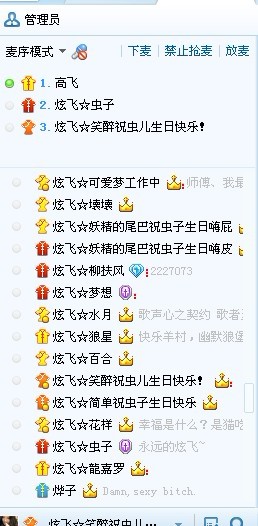 管理员
麦序模式 下麦 禁止抢麦 放麦
1. 高飞
2. 炫飞☆虫子
3. 炫飞☆笑醉祝虫儿生日快乐!
炫飞☆可爱梦工作中 师傅、我最
炫飞☆壊壊
炫飞☆妖精的尾巴祝虫子生日嗨屁
炫飞☆妖精的尾巴祝虫子生日嗨皮
炫飞☆柳扶风 2227073
炫飞☆梦想
炫飞☆水月 歌声心之契约 歌者
炫飞☆狼星 快乐羊村，幽默狼堡
炫飞☆百合
炫飞☆笑醉祝虫儿生日快乐!
炫飞☆简单祝虫子生日快乐
炫飞☆花样 幸福是什么？是猫吃
炫飞☆虫子 永远的炫飞~
炫飞☆龍嘉罗
烨子 Damn,sexy bitch.
炫飞☆笑醉祝虫儿...